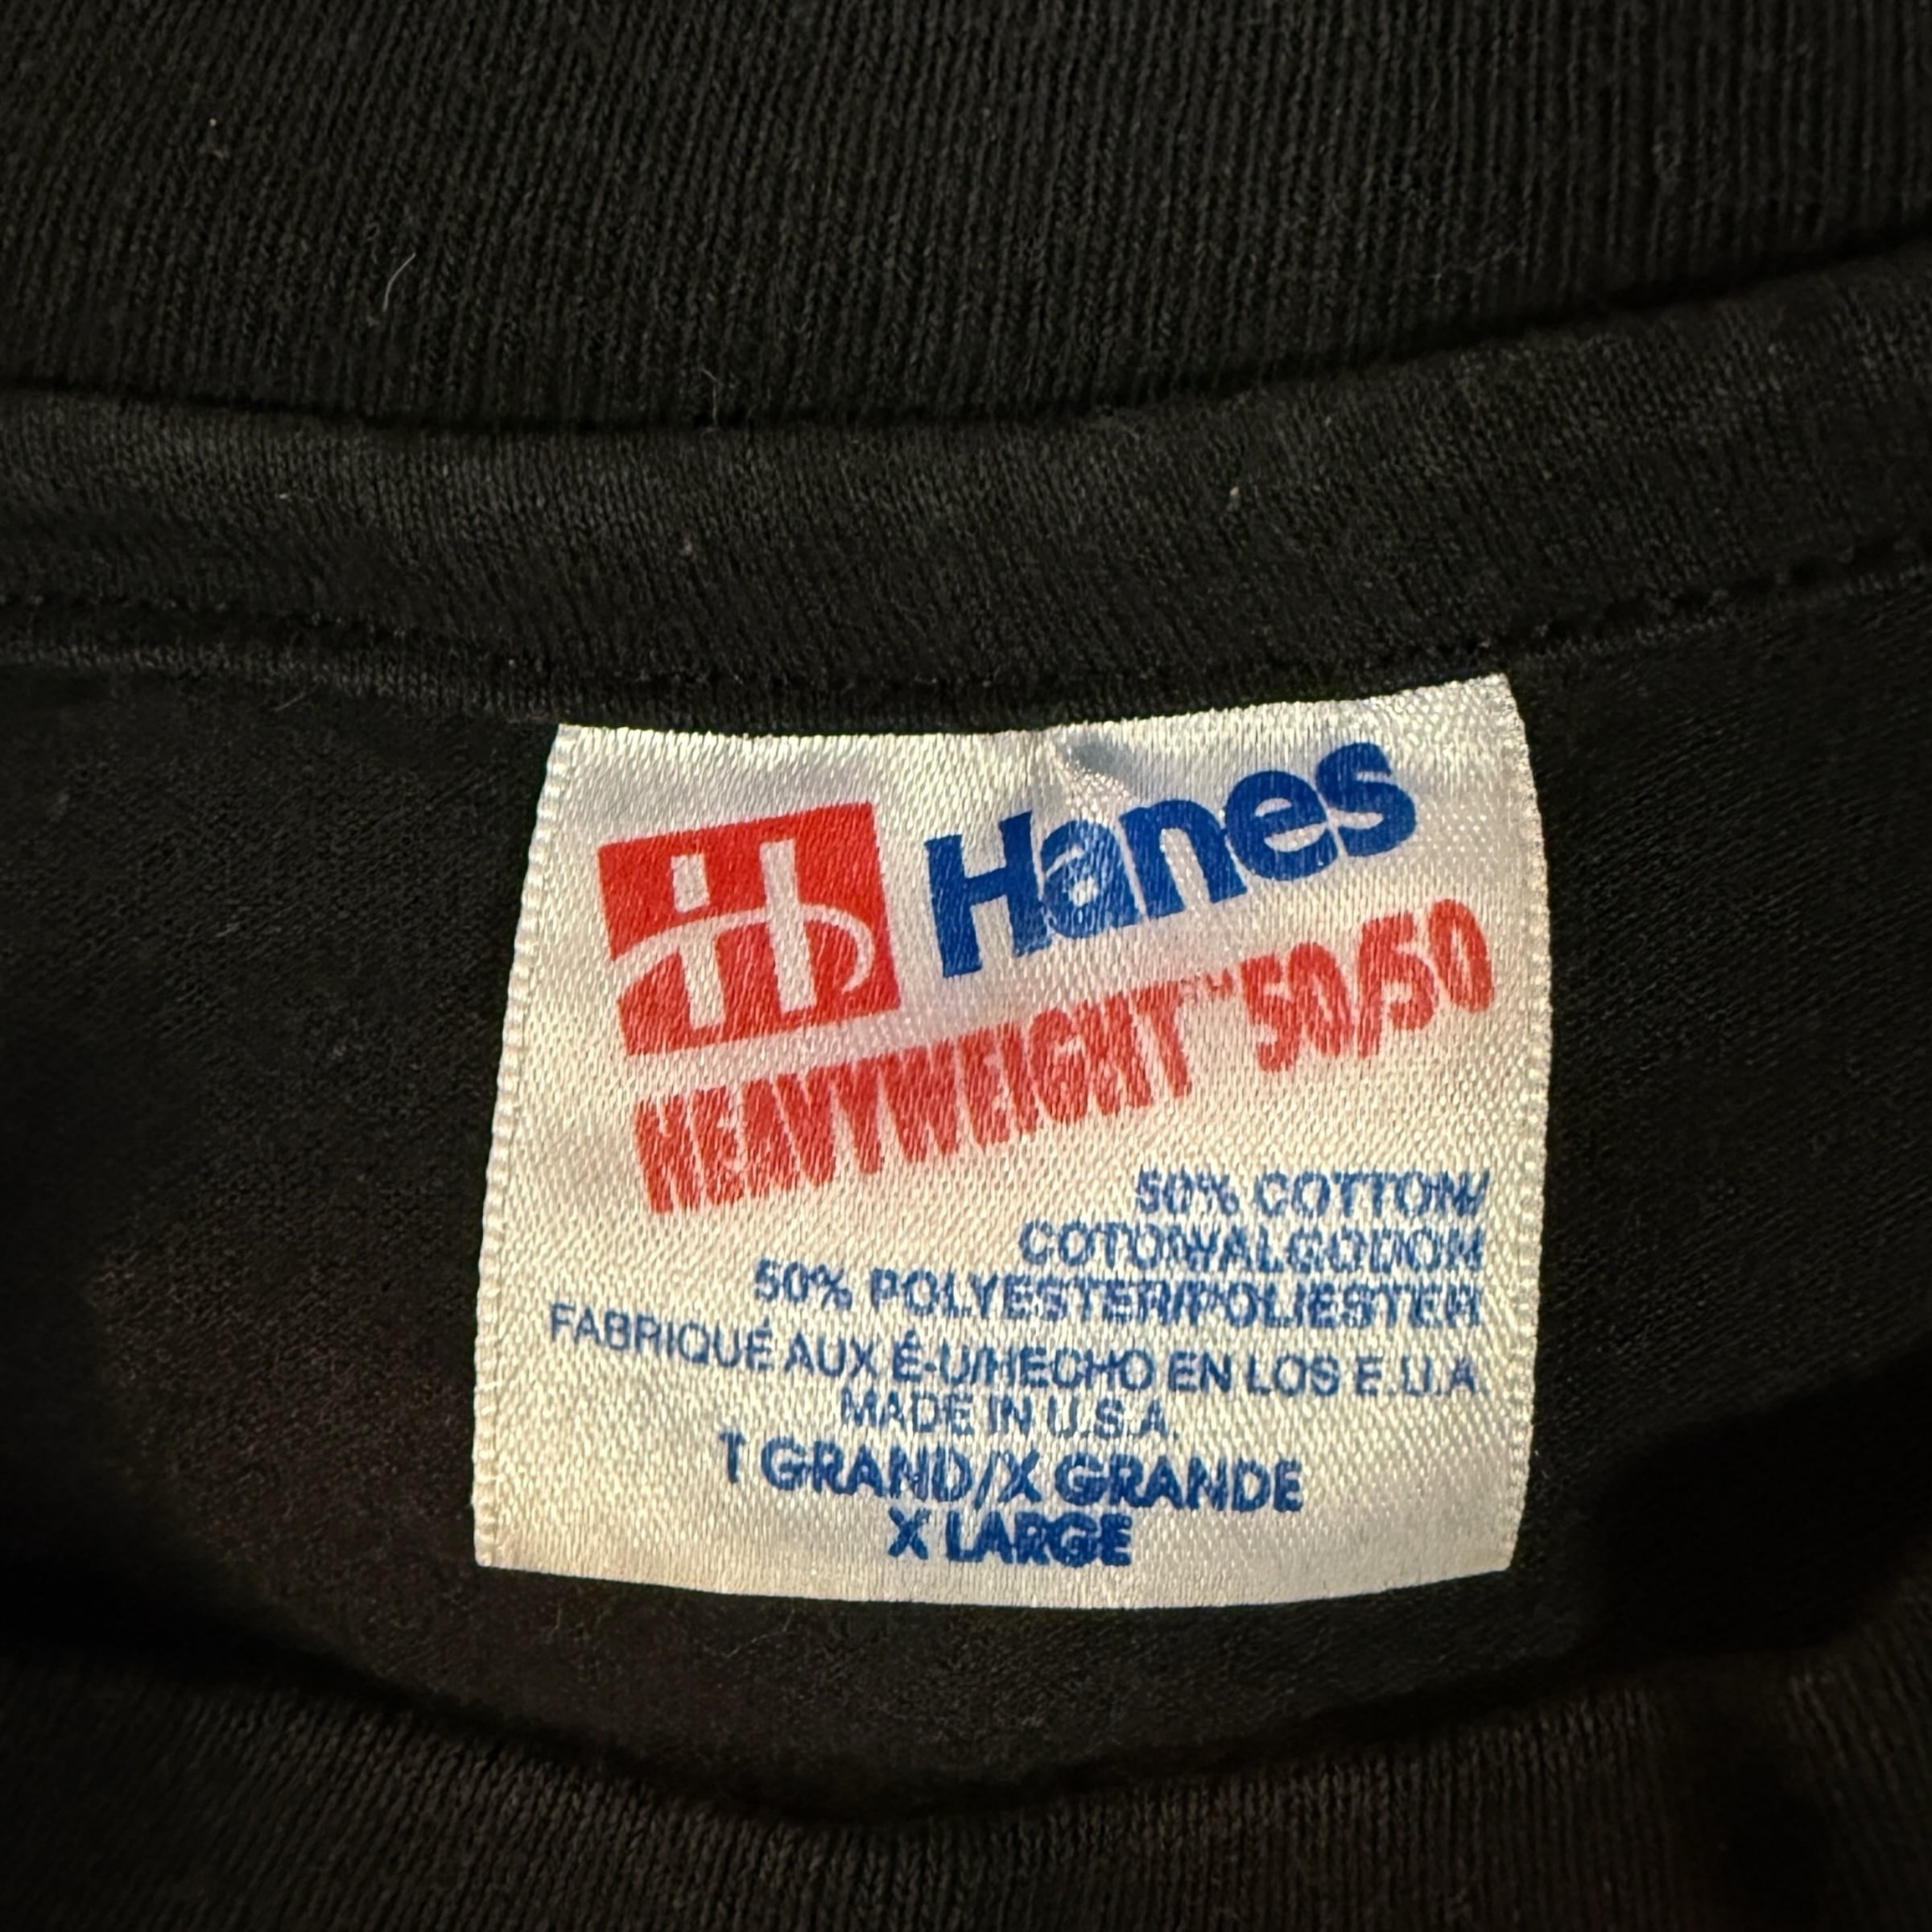 Hanes
HEAVYWEIGHT™ 50/50
50% COTTON/
COTON/ALGODON
50% POLYESTER/POLIESTER
FABRIQUÉ AUX É-U/HECHO EN LOS E.U.A
MADE IN U.S.A.
T GRAND/X GRANDE
X LARGE